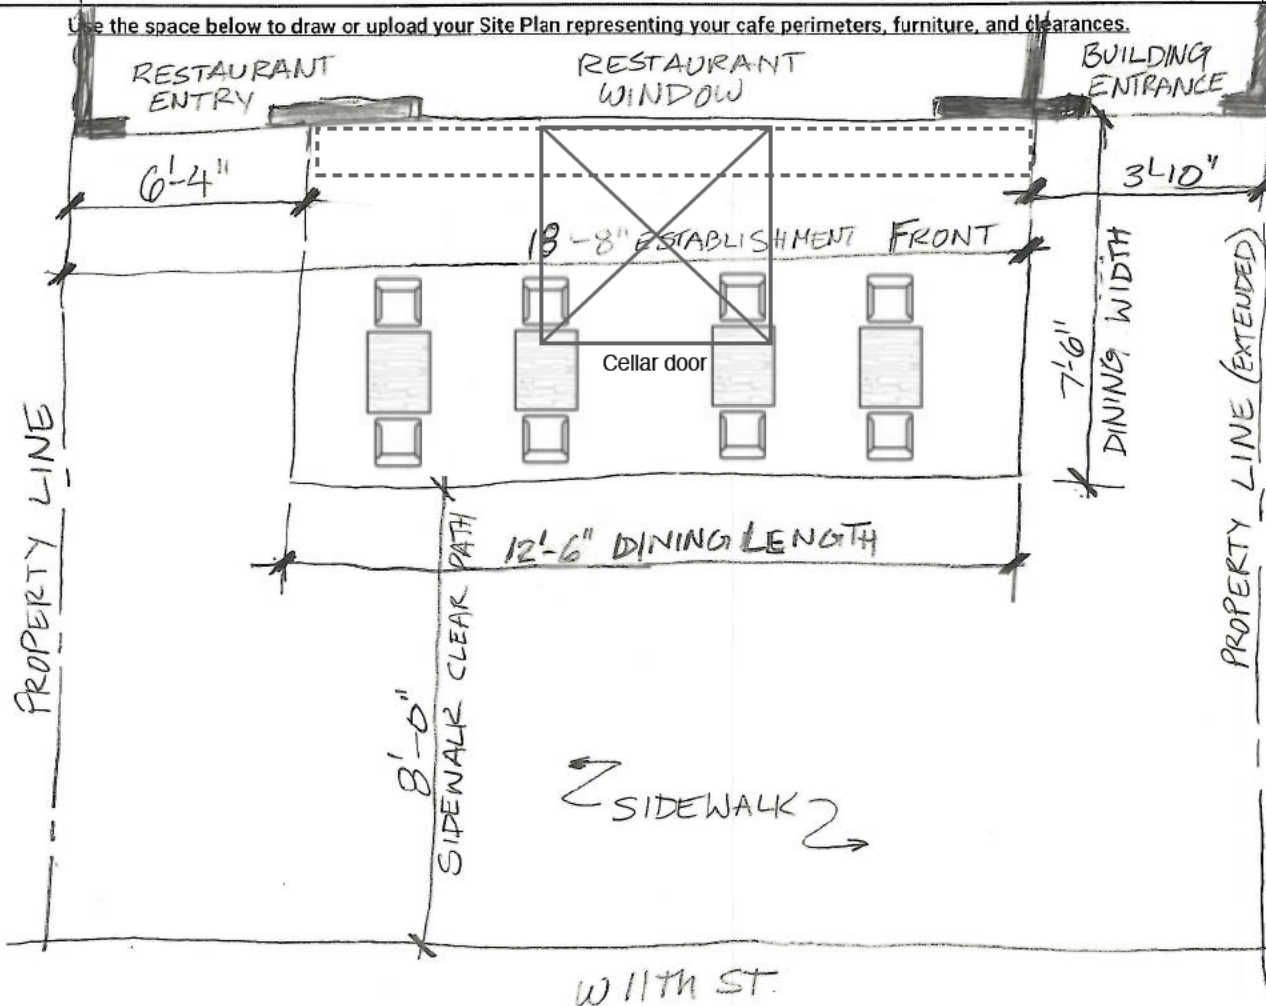 Use the space below to draw or upload your Site Plan representing your cafe perimeters, furniture, and clearances.
RESTAURANT
ENTRY
RESTAURANT
WINDOW
BUILDING
ENTRANCE
6'-4"
3'-10"
18'-8" ESTABLISHMENT FRONT
7'-6"
DINING WIDTH
Cellar door
PROPERTY LINE
PROPERTY LINE (EXTENDED)
12'-6" DINING LENGTH
8'-0"
SIDEWALK CLEAR PATH
SIDEWALK
W 11TH ST.